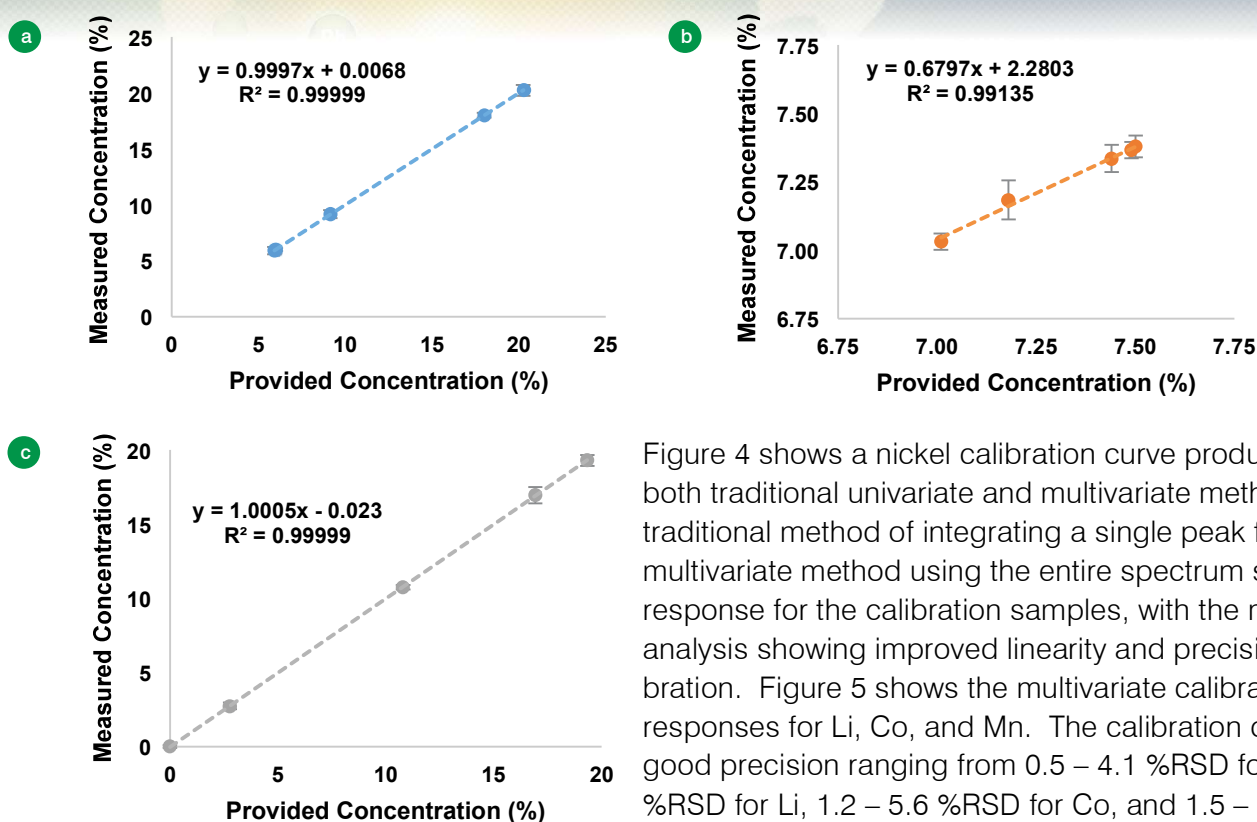 a
Measured Concentration (%)
25
20
15
10
5
0
y = 0.9997x + 0.0068
R² = 0.99999
0 5 10 15 20 25
Provided Concentration (%)
b
Measured Concentration (%)
7.75
7.50
7.25
7.00
6.75
y = 0.6797x + 2.2803
R² = 0.99135
6.75 7.00 7.25 7.50 7.75
Provided Concentration (%)
c
Measured Concentration (%)
20
15
10
5
0
y = 1.0005x - 0.023
R² = 0.99999
0 5 10 15 20
Provided Concentration (%)
Figure 4 shows a nickel calibration curve produ
both traditional univariate and multivariate meth
traditional method of integrating a single peak f
multivariate method using the entire spectrum s
response for the calibration samples, with the
analysis showing improved linearity and precisi
bration. Figure 5 shows the multivariate calibra
responses for Li, Co, and Mn. The calibration
good precision ranging from 0.5 – 4.1 %RSD fo
%RSD for Li, 1.2 – 5.6 %RSD for Co, and 1.5 –